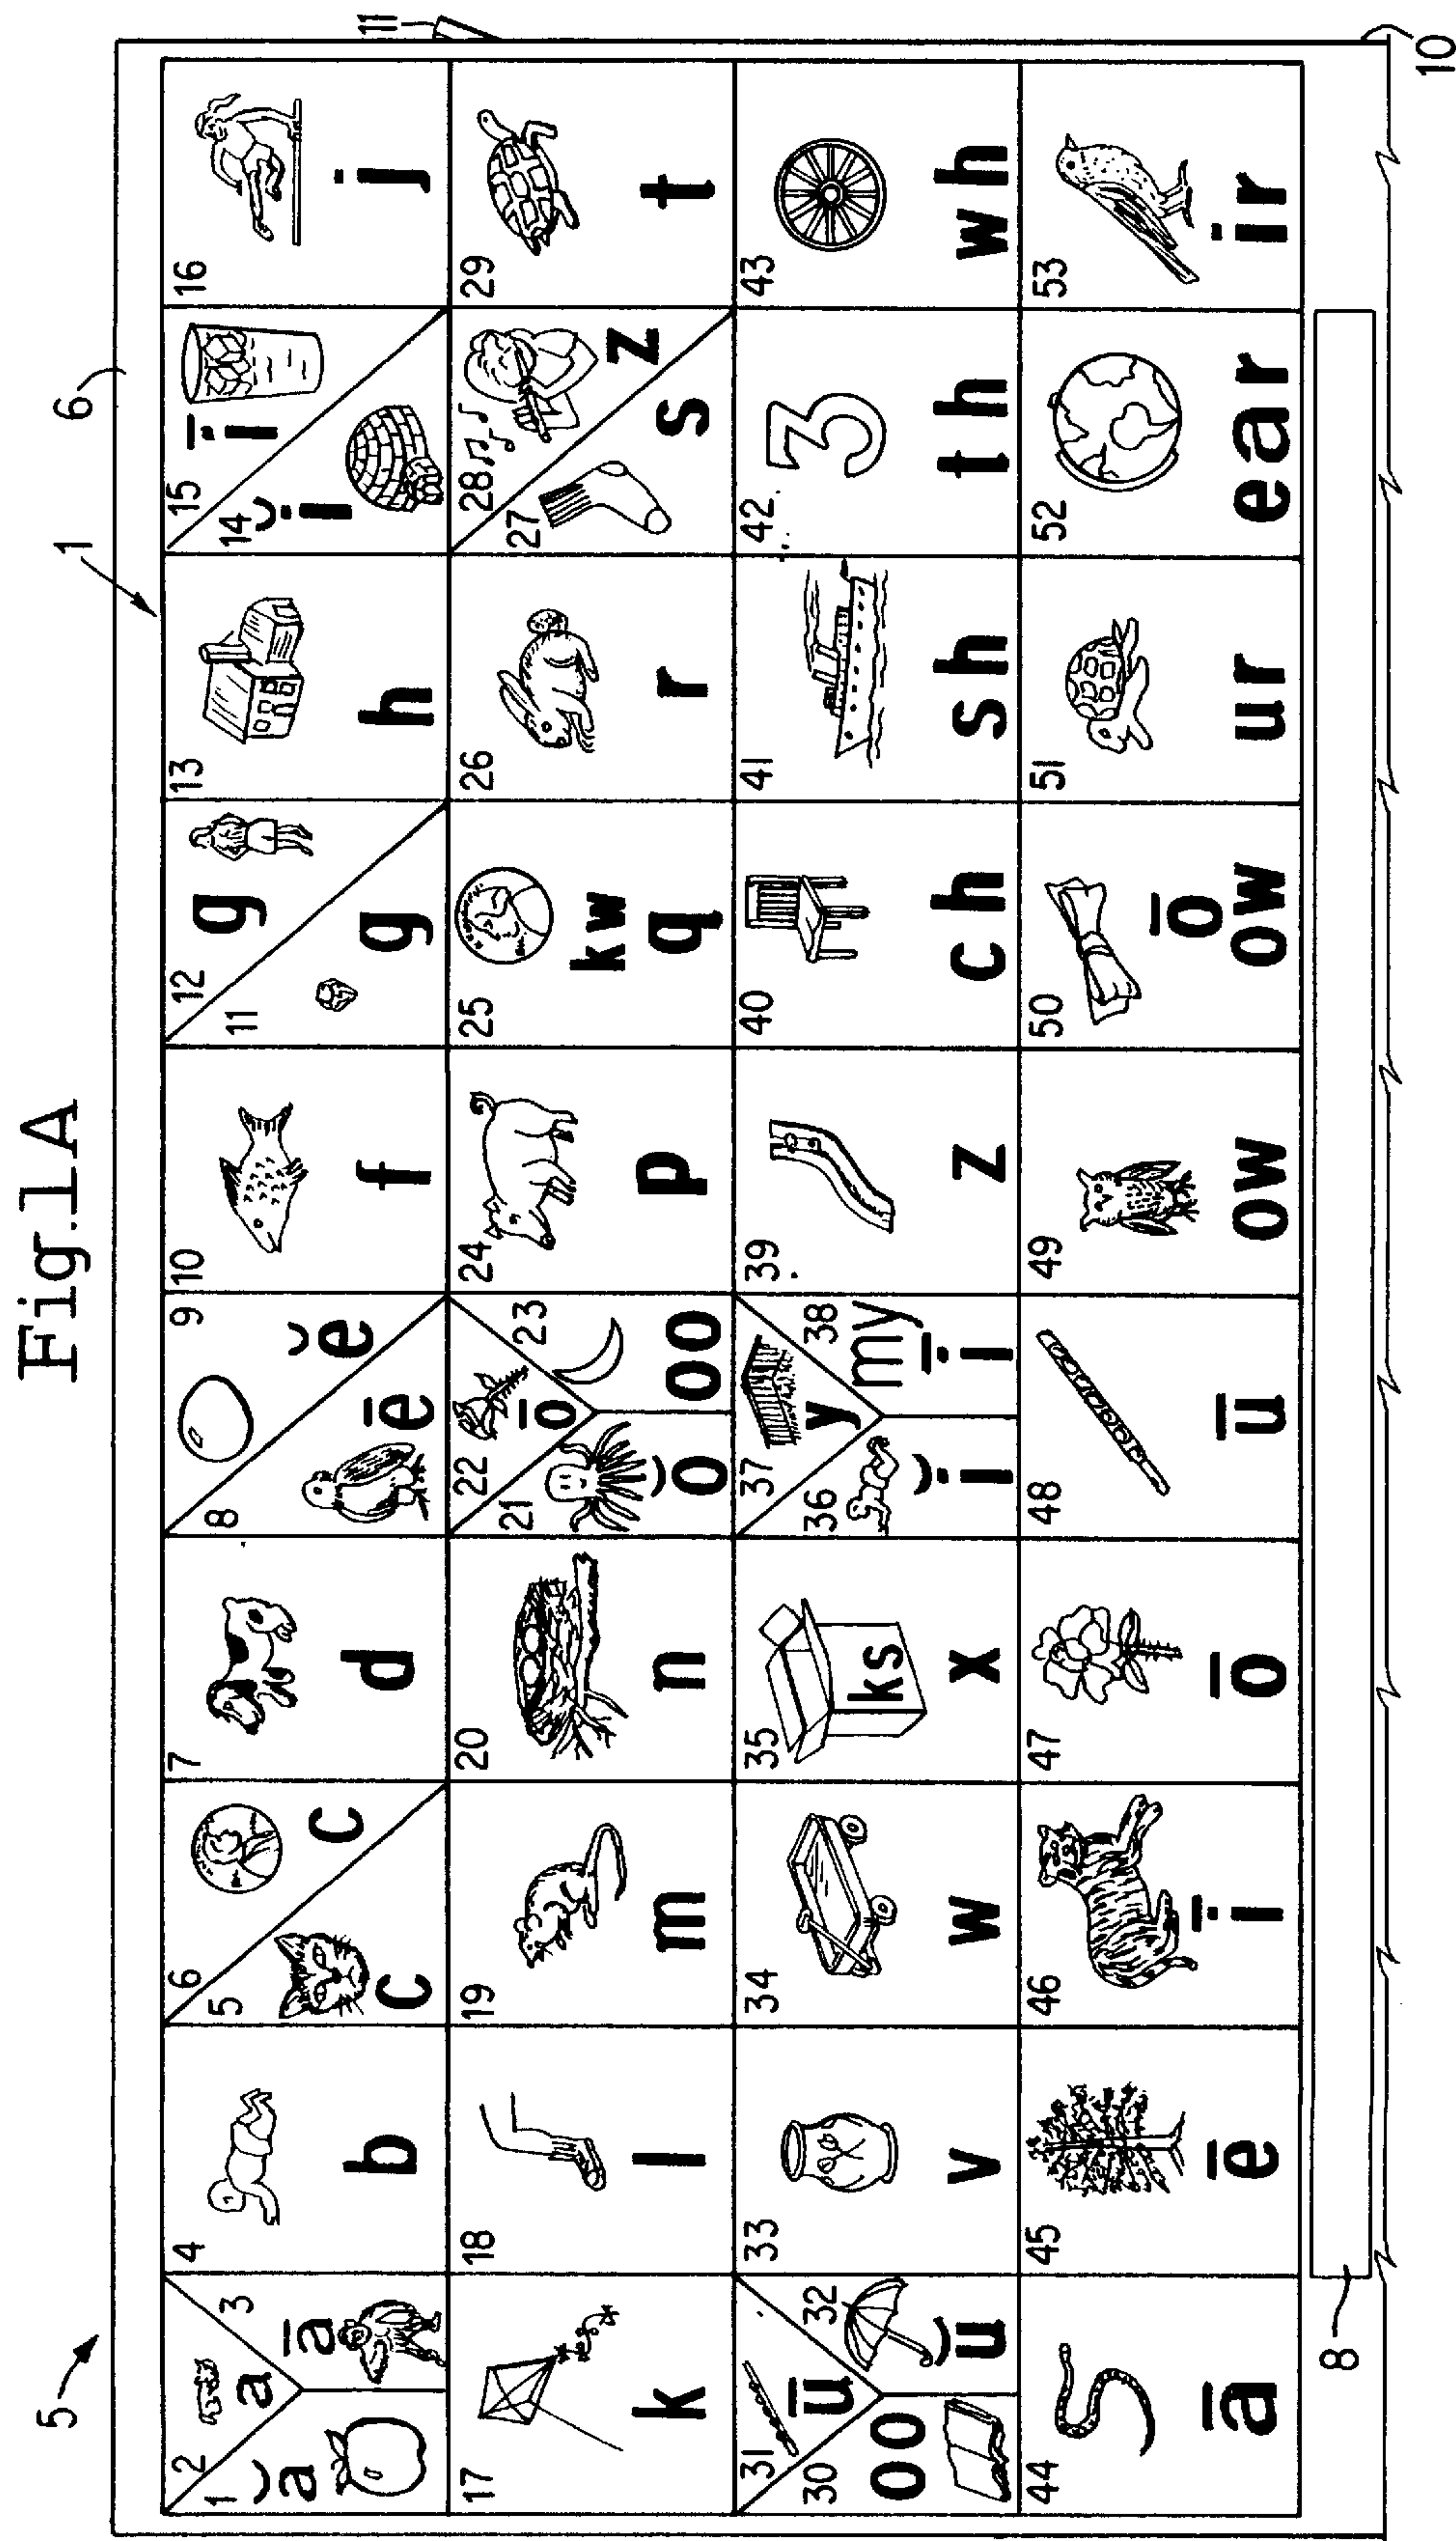 Fig.1A
5
1
6
11
1 ă
2 a
3 ā
4 b
5 c
6 c
7 d
8 ē
9 ĕ
10 f
11 g
12 g
13 h
14 ĭ
15 ī
16 j
17 k
18 l
19 m
20 n
21 ŏ
22 ō
23 oo
24 p
25 kw q
26 r
27 s
28 z
29 t
30 oo
31 ū
32 ŭ
33 v
34 w
35 ks x
36 ĭ
37 y
38 my ī
39 z
40 ch
41 sh
42 3 th
43 wh
44 ā
45 ē
46 ī
47 ō
48 ū
49 ow
50 ō ow
51 ur
52 ear
53 ir
8
10